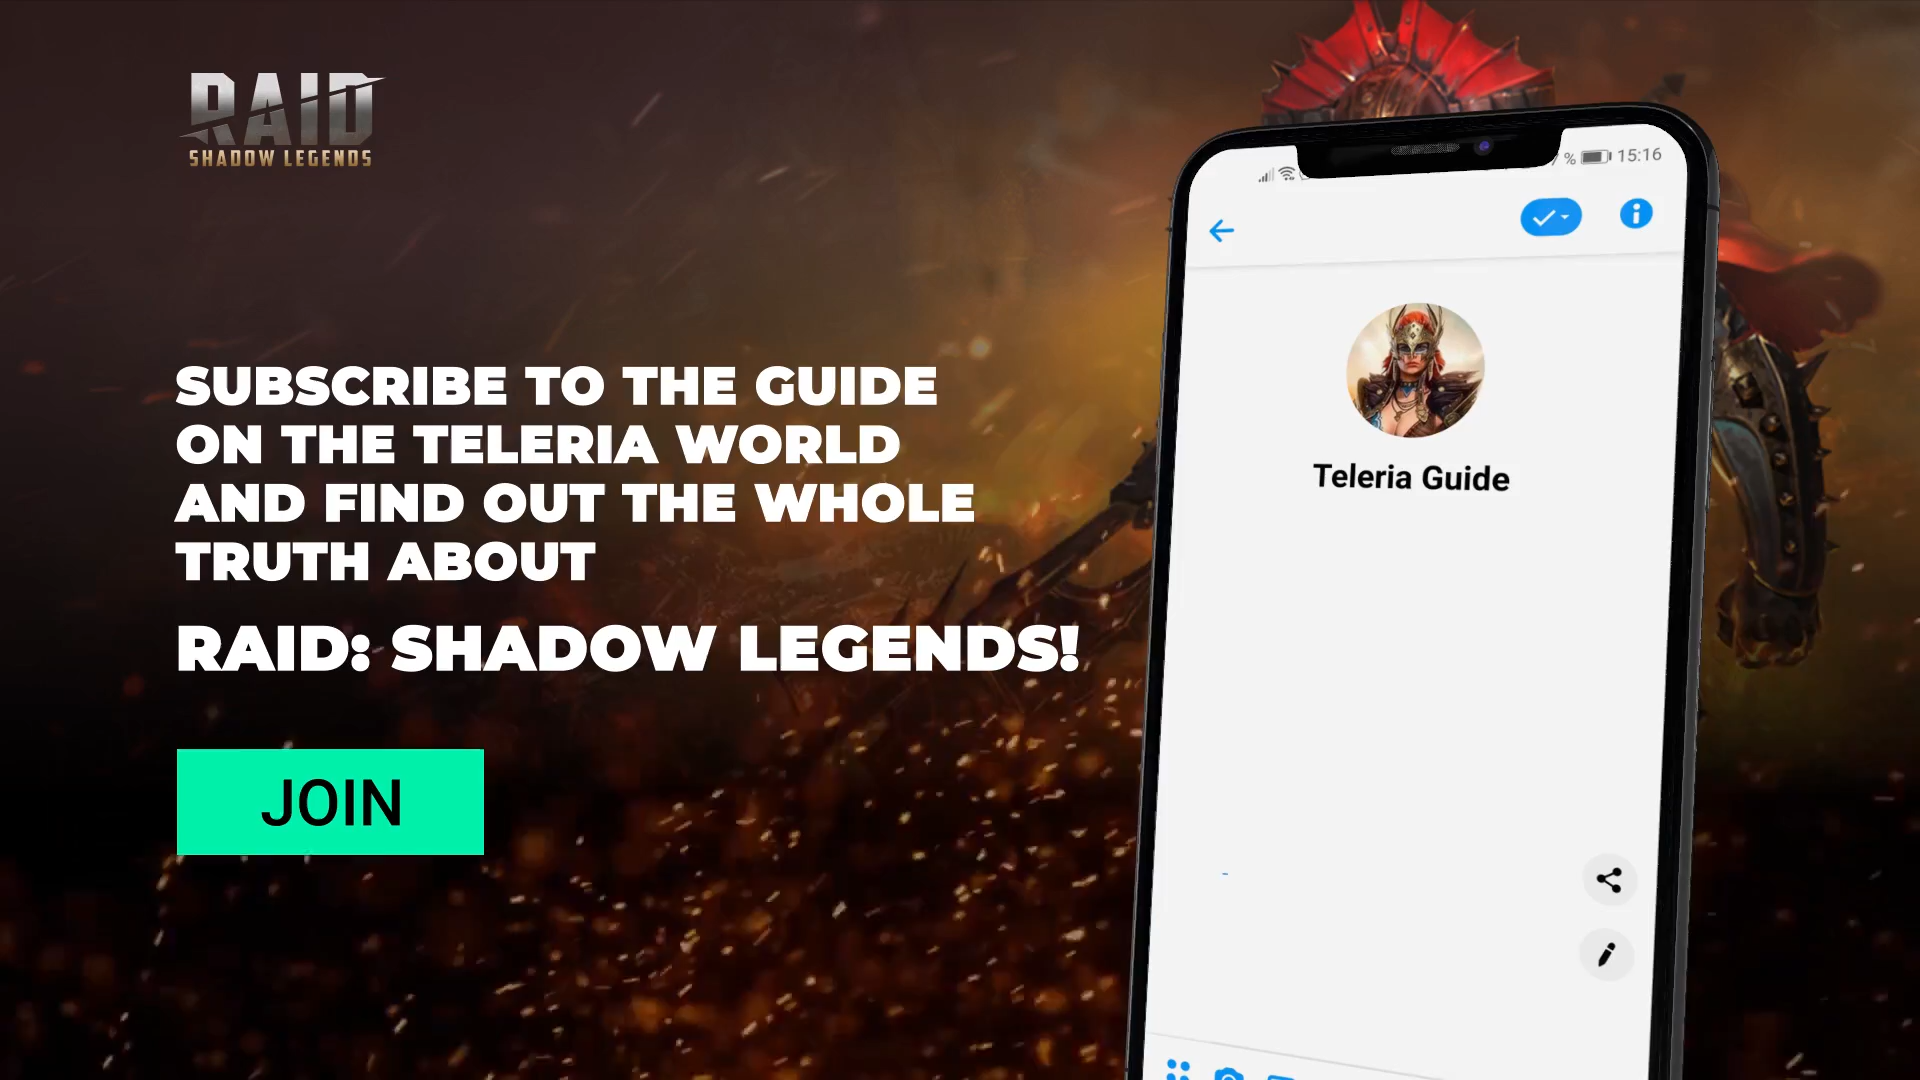 RAID
SHADOW LEGENDS
SUBSCRIBE TO THE GUIDE
ON THE TELERIA WORLD
AND FIND OUT THE WHOLE
TRUTH ABOUT
RAID: SHADOW LEGENDS!
JOIN
% 15:16
Teleria Guide